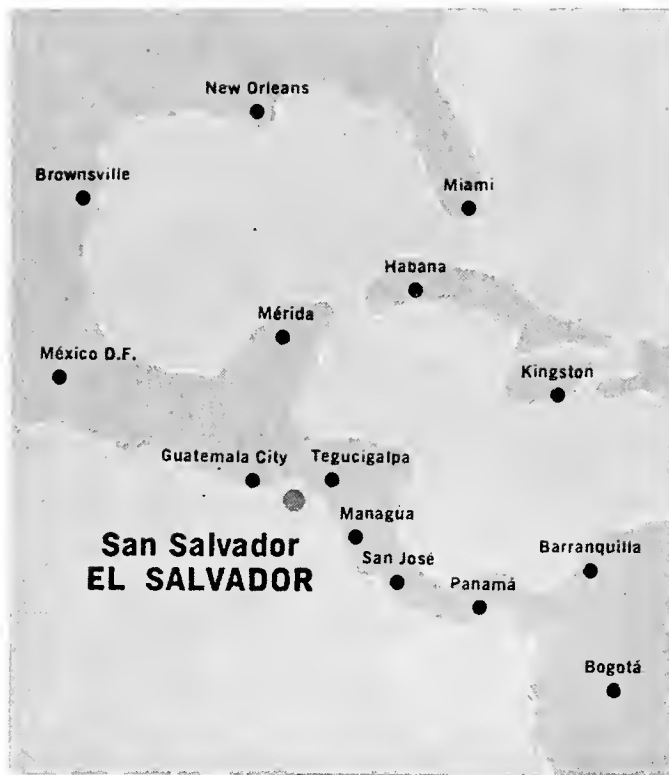 New Orleans
Brownsville
Miami
Habana
Mérida
México D.F.
Kingston
Guatemala City
Tegucigalpa
Managua
San Salvador
EL SALVADOR
San José
Barranquilla
Panamá
Bogotá